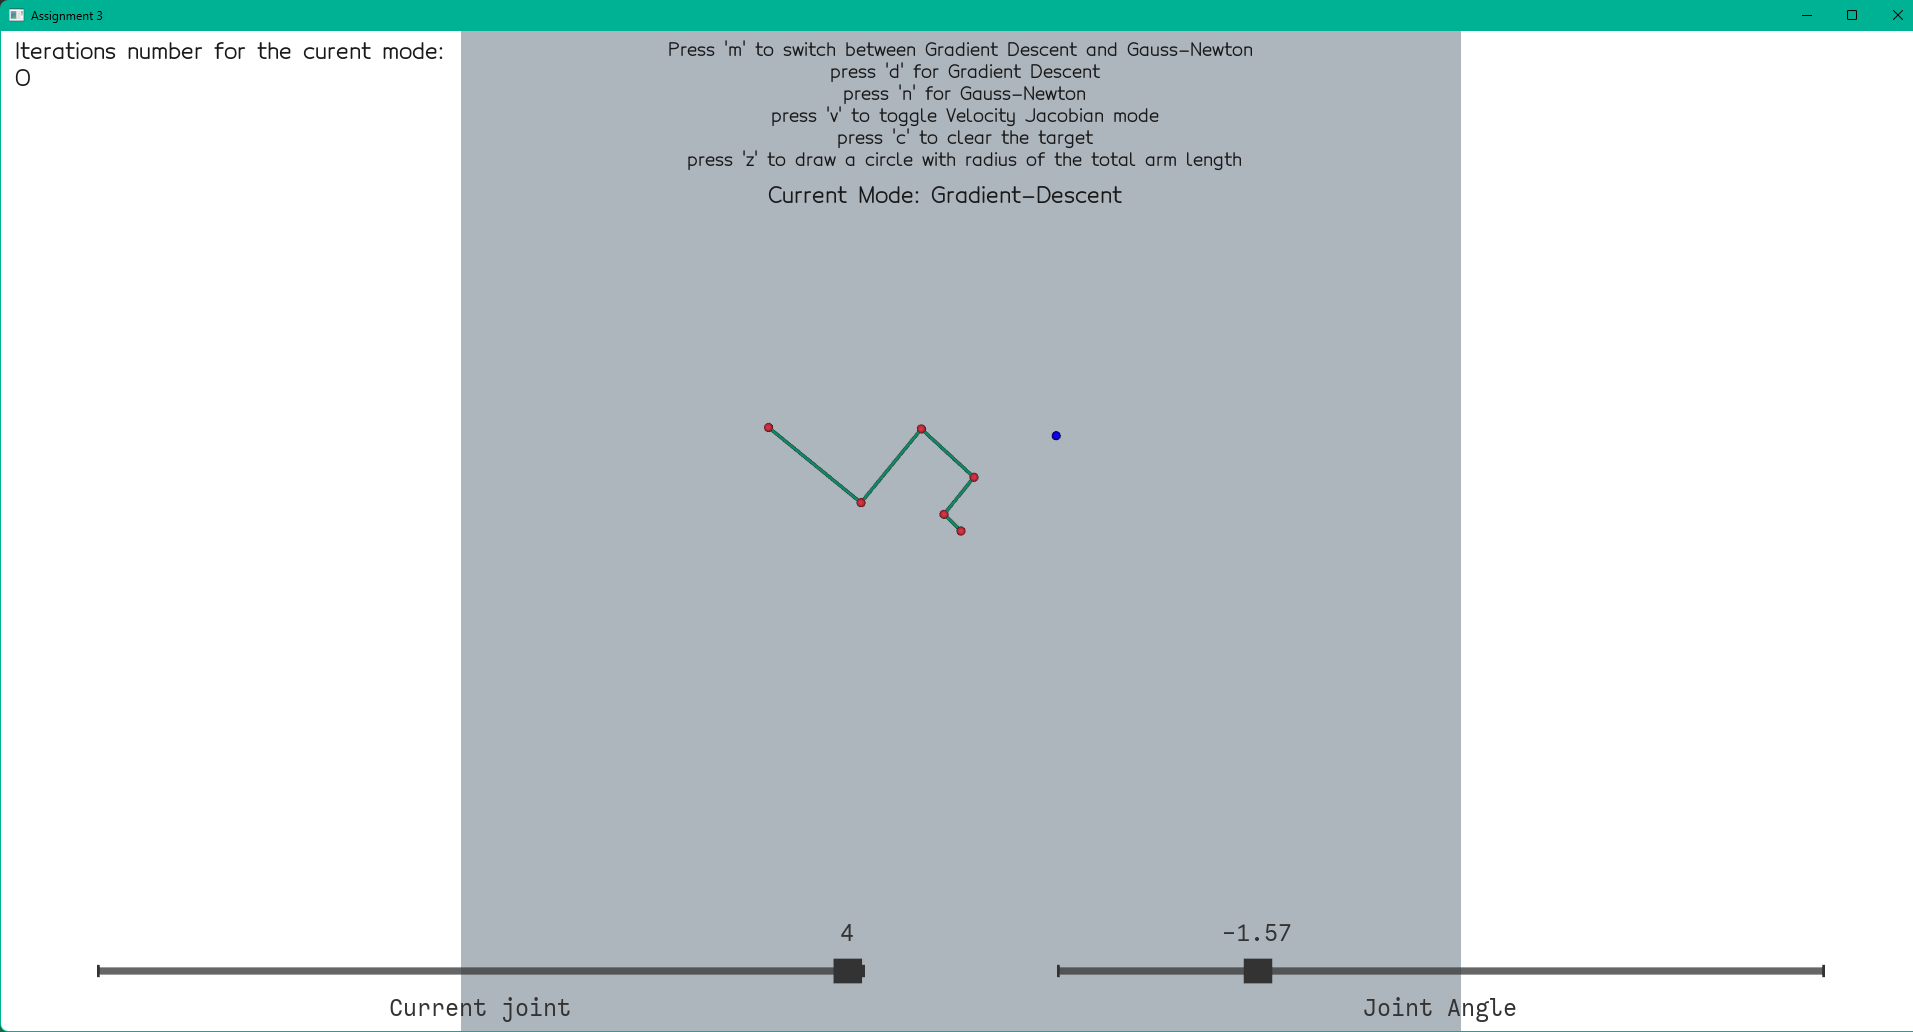 Assignment 3
Iterations number for the curent mode:
0
Press 'm' to switch between Gradient Descent and Gauss-Newton
press 'd' for Gradient Descent
press 'n' for Gauss-Newton
press 'v' to toggle Velocity Jacobian mode
press 'c' to clear the target
press 'z' to draw a circle with radius of the total arm length
Current Mode: Gradient-Descent
4
-1.57
Current joint
Joint Angle